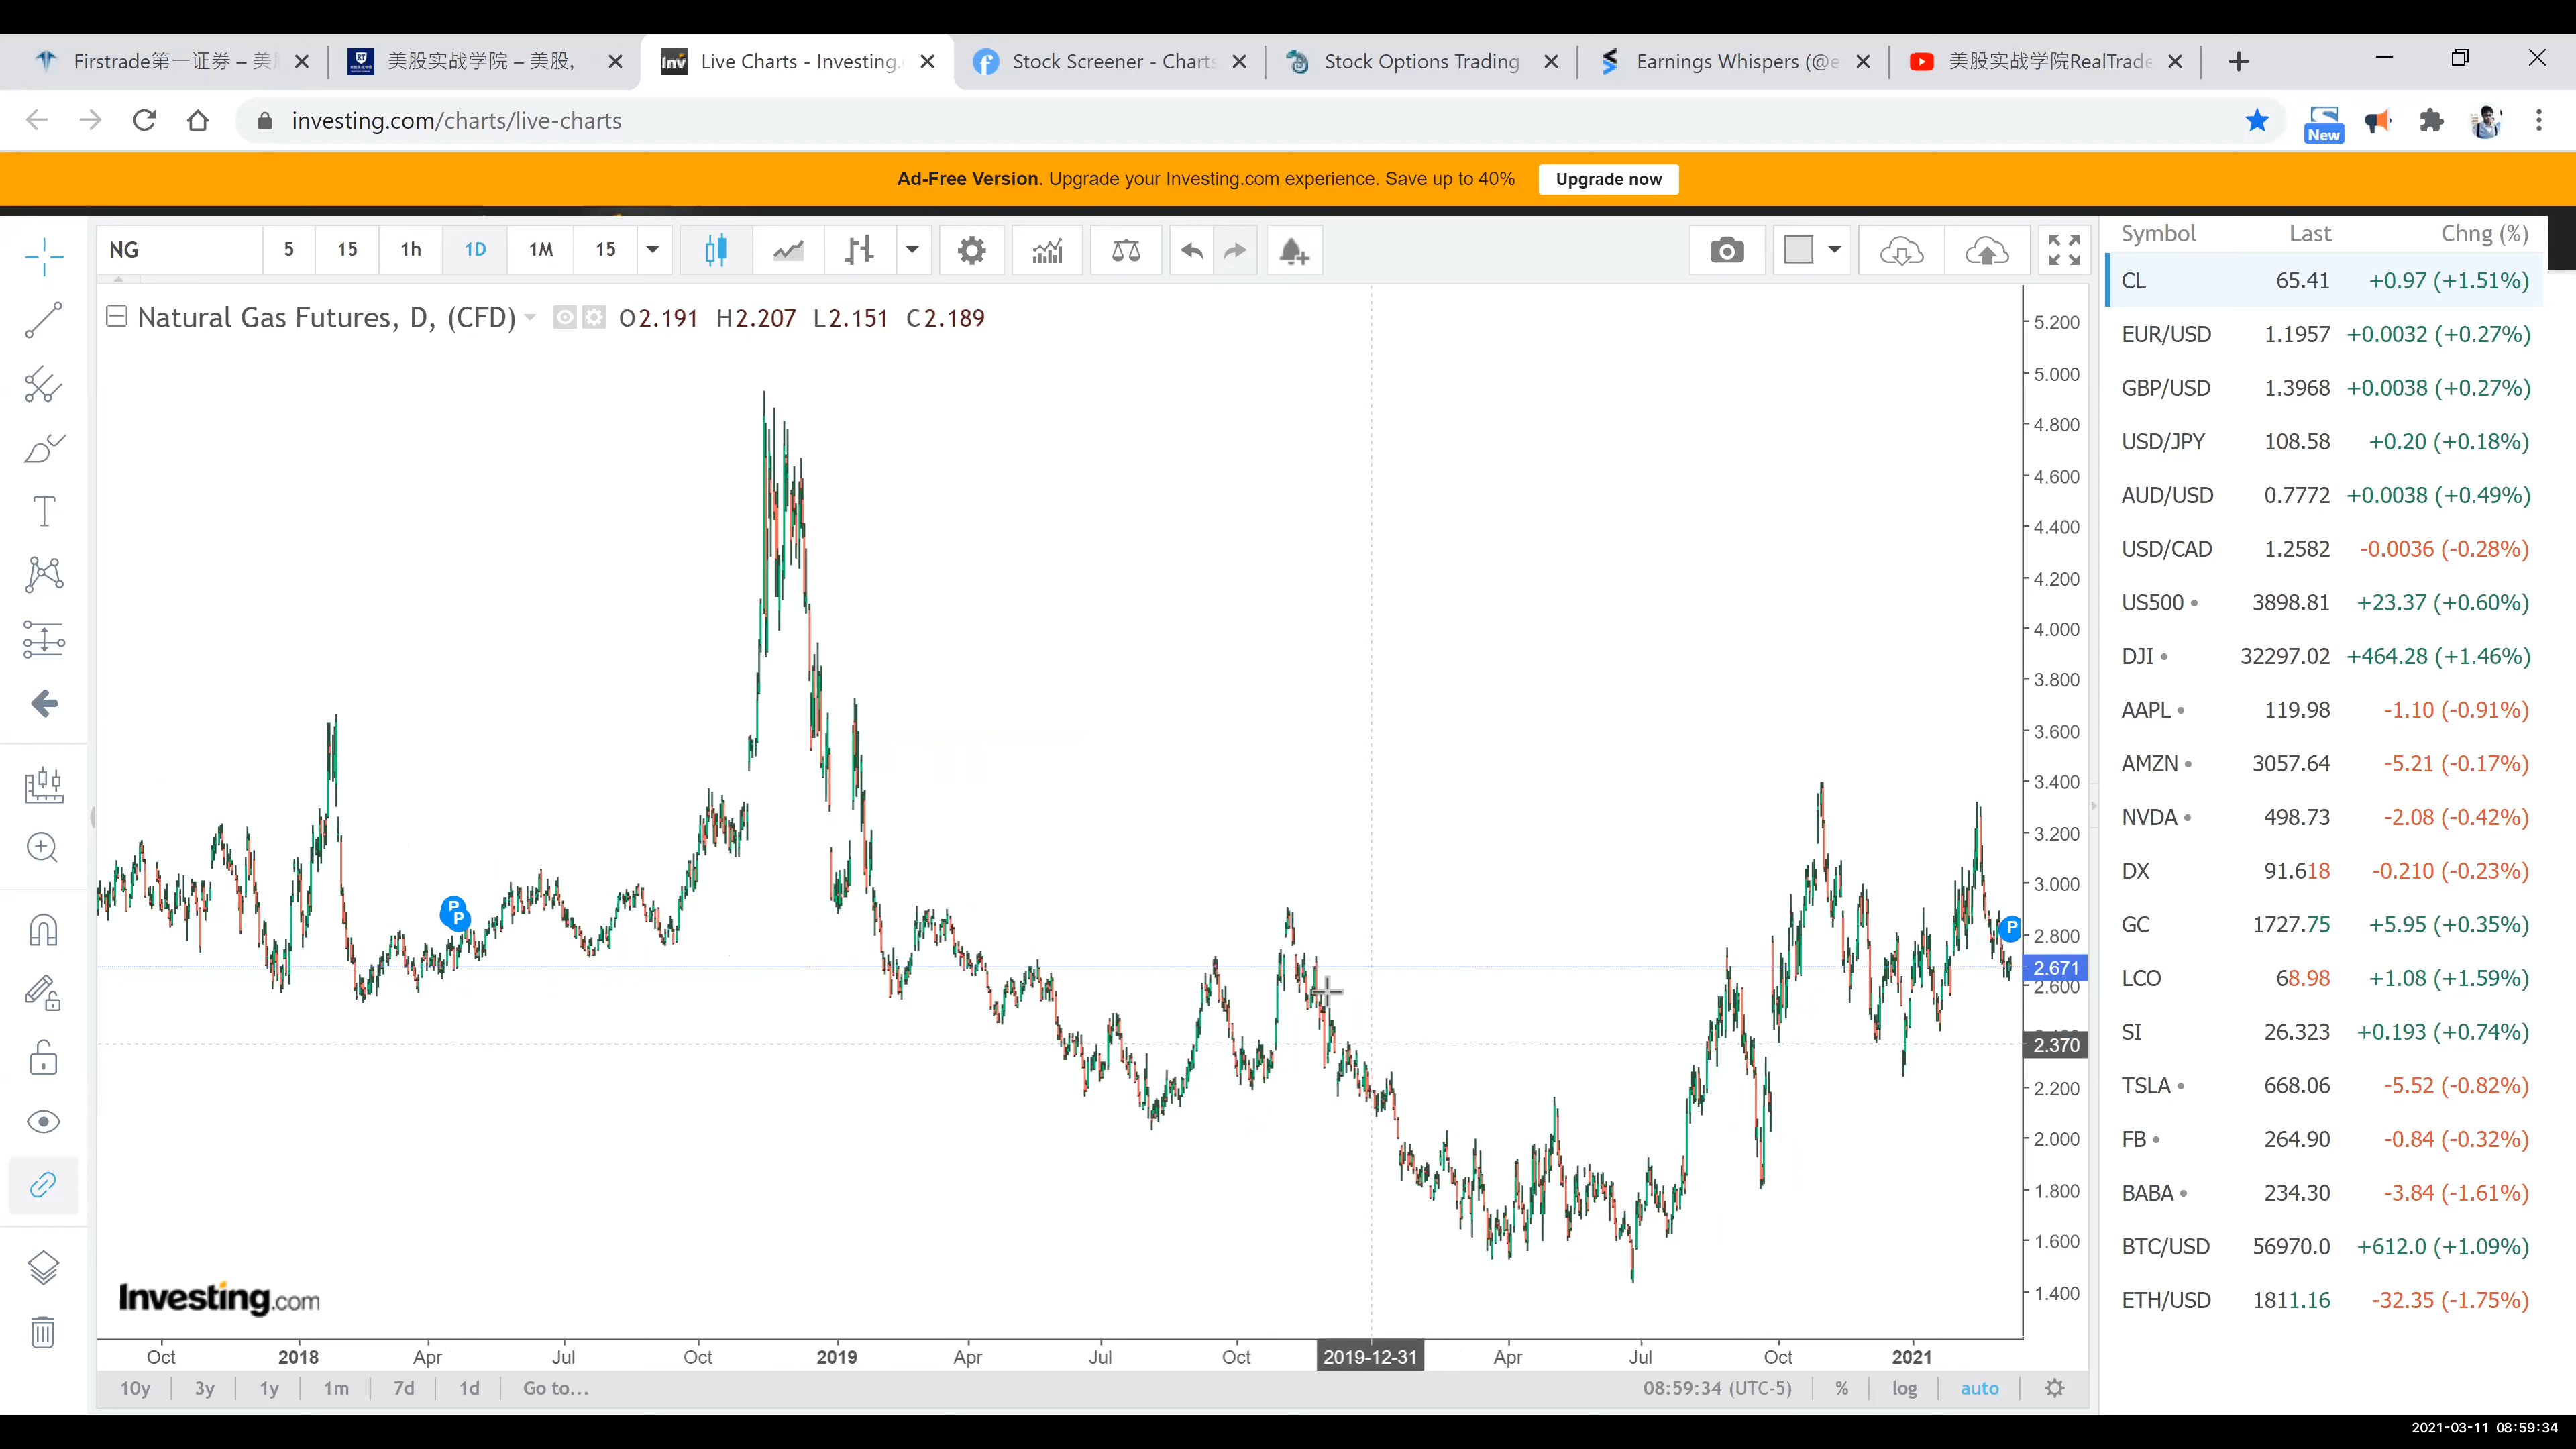 Firstrade第一证券 – 美
美股实战学院 – 美股,
Live Charts - Investing.
Stock Screener - Charts
Stock Options Trading
Earnings Whispers (@e
美股实战学院RealTrade
investing.com/charts/live-charts
New
Ad-Free Version. Upgrade your Investing.com experience. Save up to 40%
Upgrade now
NG 5 15 1h 1D 1M 15
Natural Gas Futures, D, (CFD) O2.191 H2.207 L2.151 C2.189
5.200
5.000
4.800
4.600
4.400
4.200
4.000
3.800
3.600
3.400
3.200
3.000
2.800
2.671
2.600
2.370
2.200
2.000
1.800
1.600
1.400
P
P
P
Investing.com
Oct 2018 Apr Jul Oct 2019 Apr Jul Oct 2019-12-31 Apr Jul Oct 2021
10y 3y 1y 1m 7d 1d Go to... 08:59:34 (UTC-5) % log auto
Symbol Last Chng (%)
CL 65.41 +0.97 (+1.51%)
EUR/USD 1.1957 +0.0032 (+0.27%)
GBP/USD 1.3968 +0.0038 (+0.27%)
USD/JPY 108.58 +0.20 (+0.18%)
AUD/USD 0.7772 +0.0038 (+0.49%)
USD/CAD 1.2582 -0.0036 (-0.28%)
US500 3898.81 +23.37 (+0.60%)
DJI 32297.02 +464.28 (+1.46%)
AAPL 119.98 -1.10 (-0.91%)
AMZN 3057.64 -5.21 (-0.17%)
NVDA 498.73 -2.08 (-0.42%)
DX 91.618 -0.210 (-0.23%)
GC 1727.75 +5.95 (+0.35%)
LCO 68.98 +1.08 (+1.59%)
SI 26.323 +0.193 (+0.74%)
TSLA 668.06 -5.52 (-0.82%)
FB 264.90 -0.84 (-0.32%)
BABA 234.30 -3.84 (-1.61%)
BTC/USD 56970.0 +612.0 (+1.09%)
ETH/USD 1811.16 -32.35 (-1.75%)
2021-03-11 08:59:34